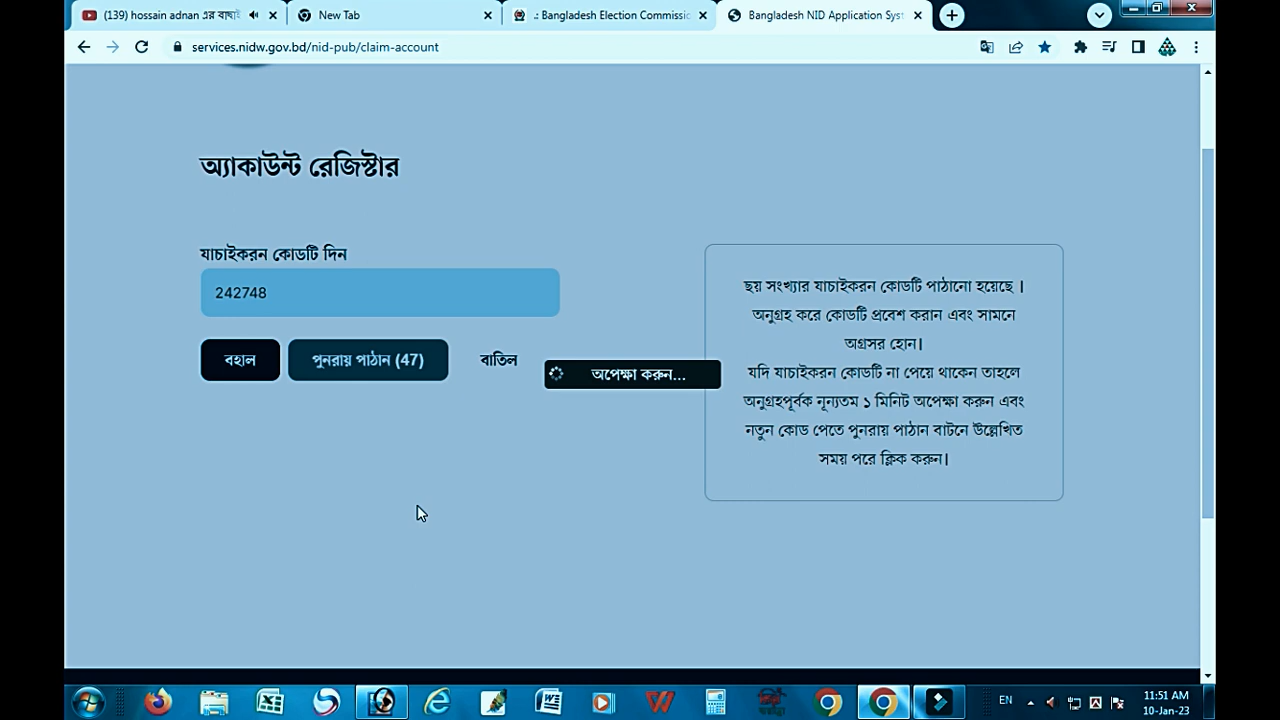 (139) hossain adnan এর
New Tab
.: Bangladesh Election Commissic
Bangladesh NID Application Syst
services.nidw.gov.bd/nid-pub/claim-account
অ্যাকাউন্ট রেজিস্টার
যাচাইকরন কোডটি দিন
242748
বহাল
পুনরায় পাঠান (47)
বাতিল
অপেক্ষা করুন...
ছয় সংখ্যার যাচাইকরন কোডটি পাঠানো হয়েছে ।
অনুগ্রহ করে কোডটি প্রবেশ করান এবং সামনে
অগ্রসর হোন।
যদি যাচাইকরন কোডটি না পেয়ে থাকেন তাহলে
অনুগ্রহপূর্বক নূন্যতম ১ মিনিট অপেক্ষা করুন এবং
নতুন কোড পেতে পুনরায় পাঠান বাটনে উল্লেখিত
সময় পরে ক্লিক করুন।
EN
11:51 AM
10-Jan-23